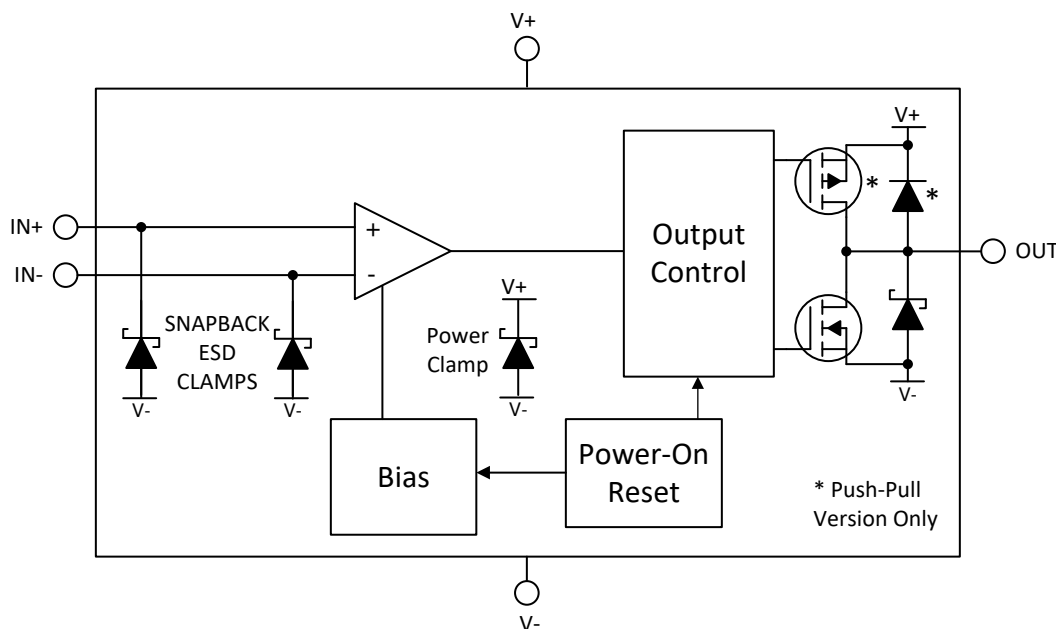 V+
V+
*
*
IN+
+
Output
Control
IN-
-
OUT
V+
SNAPBACK
ESD
CLAMPS
Power
Clamp
V-
V-
V-
V-
Bias
Power-On
Reset
* Push-Pull
Version Only
V-